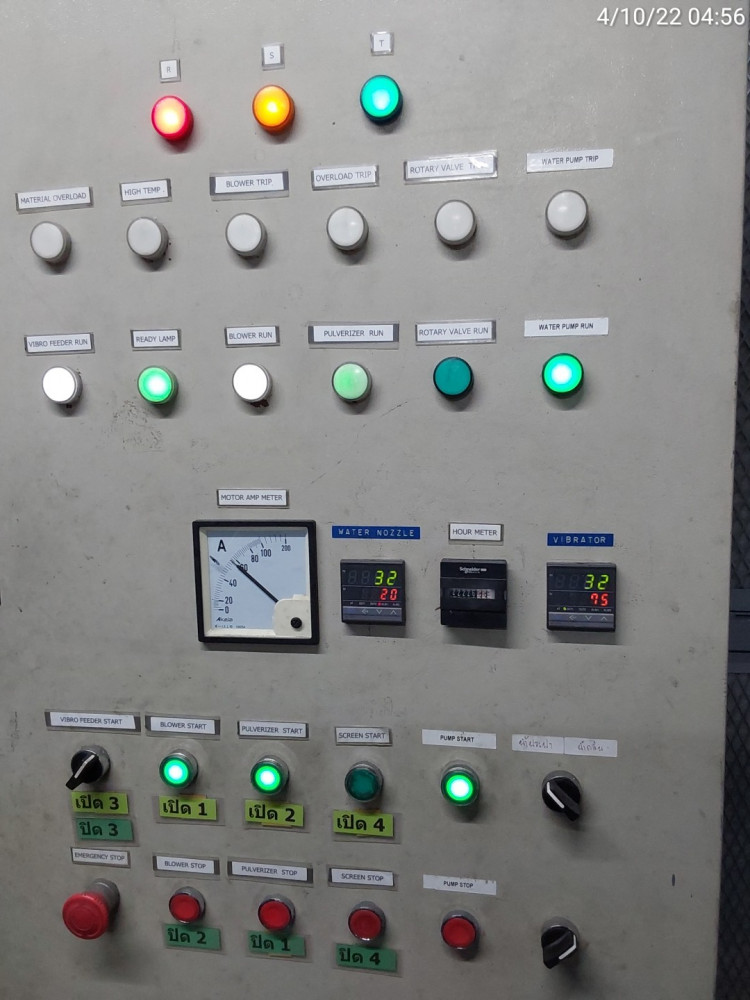 4/10/22 04:56
R
S
T
MATERIAL OVERLOAD
HIGH TEMP.
BLOWER TRIP
OVERLOAD TRIP
ROTARY VALVE
WATER PUMP TRIP
VIBRO FEEDER RUN
READY LAMP
BLOWER RUN
PULVERIZER RUN
ROTARY VALVE RUN
WATER PUMP RUN
MOTOR AMP METER
WATER NOZZLE
HOUR METER
VIBRATOR
A
200
100
80
60
40
20
0
32
20
Schneider
32
75
VIBRO FEEDER START
BLOWER START
PULVERIZER START
SCREEN START
PUMP START
เปิด 3
เปิด 1
เปิด 2
เปิด 4
ปิด 3
EMERGENCY STOP
BLOWER STOP
PULVERIZER STOP
SCREEN STOP
PUMP STOP
ปิด 2
ปิด 1
ปิด 4